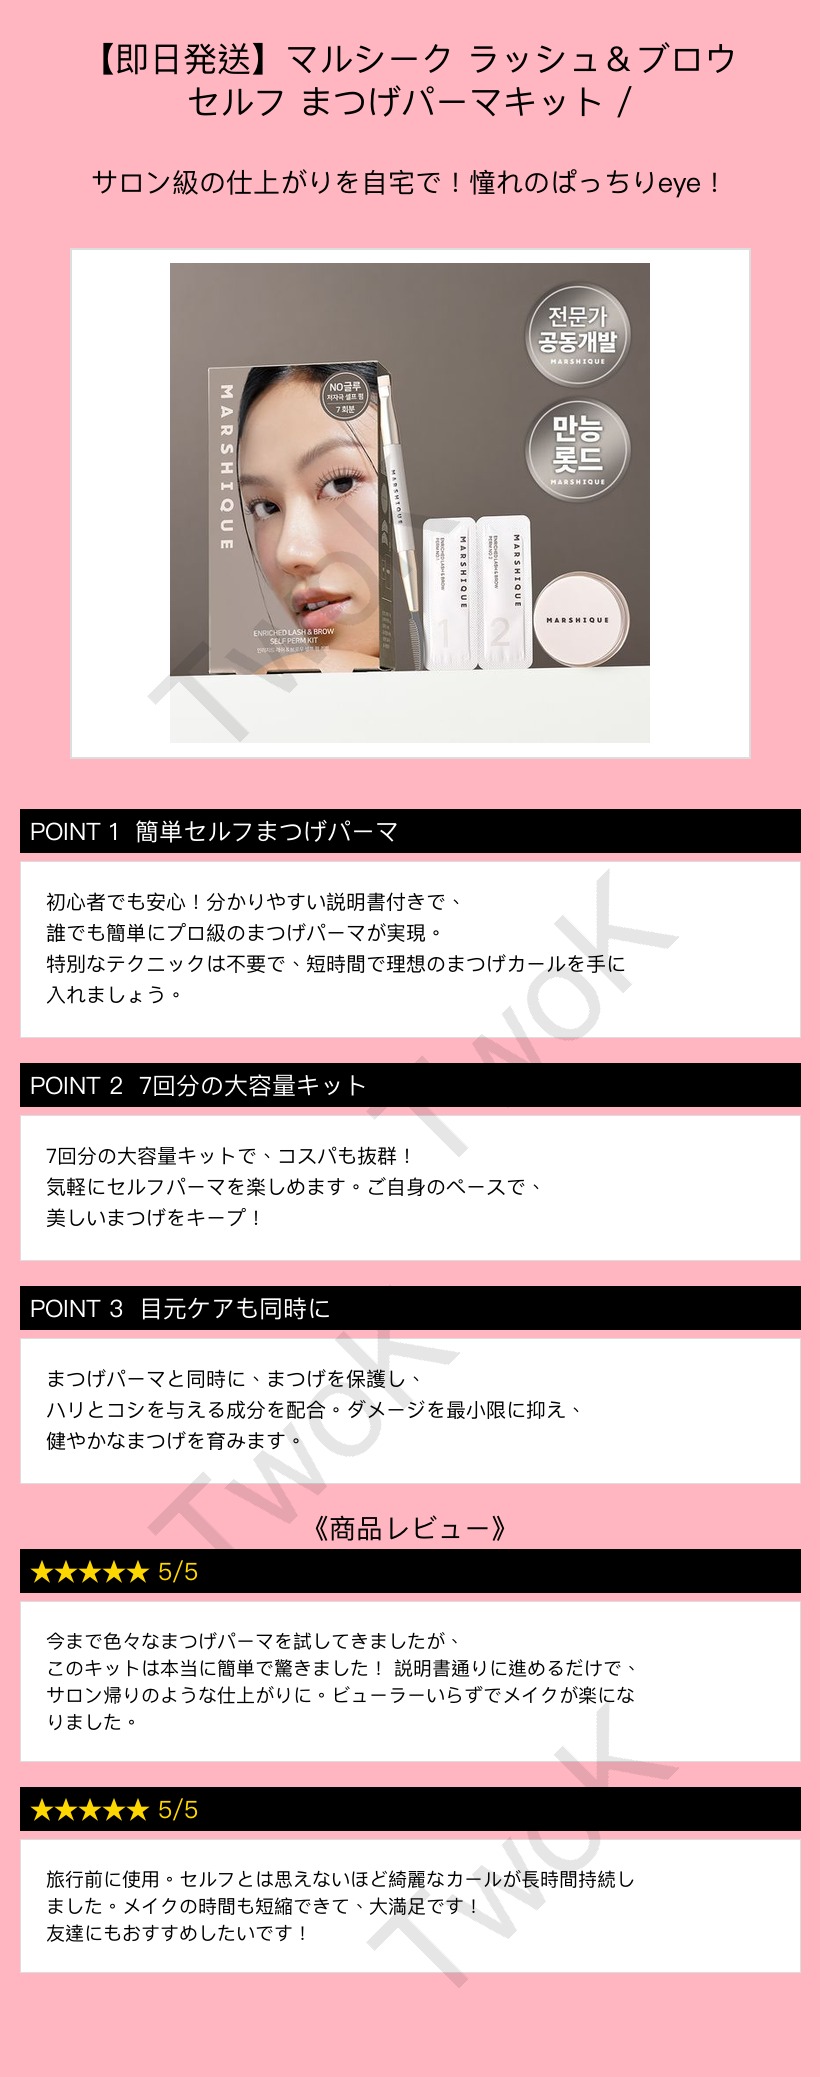 【即日発送】マルシーク ラッシュ＆ブロウ
セルフ まつげパーマキット /
サロン級の仕上がりを自宅で！憧れのぱっちりeye！
전문가
공동개발
MARSHIQUE
만능
롯드
MARSHIQUE
MARSHIQUE
NO글루
저자극 셀프 펌
7 회분
ENRICHED LASH & BROW
SELF PERM KIT
MARSHIQUE
MARSHIQUE
ENRICHED LASH & BROW
PERM NO.1
1
MARSHIQUE
ENRICHED LASH & BROW
PERM NO.2
2
MARSHIQUE
TwoK
POINT 1 簡単セルフまつげパーマ
初心者でも安心！分かりやすい説明書付きで、
誰でも簡単にプロ級のまつげパーマが実現。
特別なテクニックは不要で、短時間で理想のまつげカールを手に
入れましょう。
TwoK
POINT 2 7回分の大容量キット
7回分の大容量キットで、コスパも抜群！
気軽にセルフパーマを楽しめます。ご自身のペースで、
美しいまつげをキープ！
POINT 3 目元ケアも同時に
まつげパーマと同時に、まつげを保護し、
ハリとコシを与える成分を配合。ダメージを最小限に抑え、
健やかなまつげを育みます。
TwoK
《商品レビュー》
★★★★★ 5/5
今まで色々なまつげパーマを試してきましたが、
このキットは本当に簡単で驚きました！ 説明書通りに進めるだけで、
サロン帰りのような仕上がりに。ビューラーいらずでメイクが楽にな
りました。
TwoK
★★★★★ 5/5
旅行前に使用。セルフとは思えないほど綺麗なカールが長時間持続し
ました。メイクの時間も短縮できて、大満足です！
友達にもおすすめしたいです！